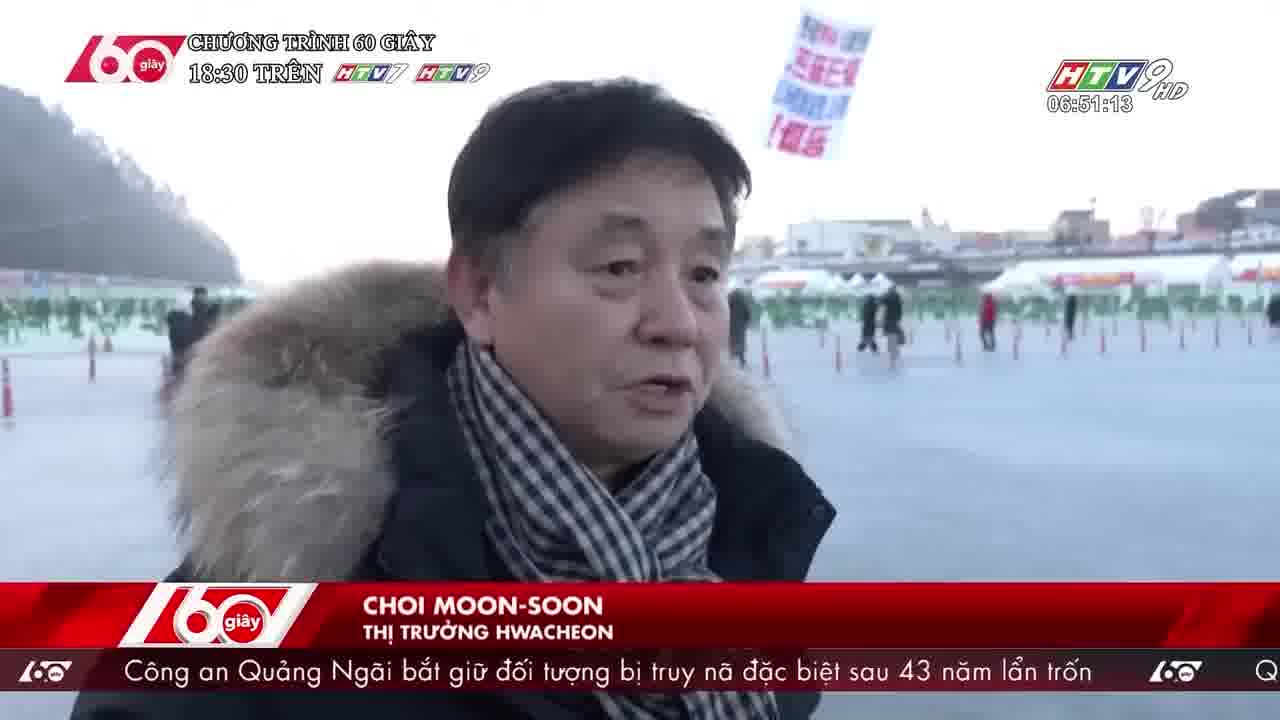 60 giây
CHƯƠNG TRÌNH 60 GIÂY
18:30 TRÊN HTV7 HTV9
HTV9 HD
06:51:13
60 giây
CHOI MOON-SOON
THỊ TRƯỞNG HWACHEON
60 giây Công an Quảng Ngãi bắt giữ đối tượng bị truy nã đặc biệt sau 43 năm lẩn trốn 60 giây Q